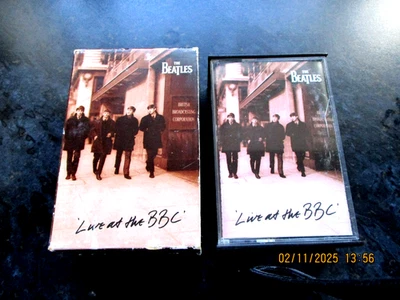 THE
BEATLES
BRITISH
BROADCASTING
CORPORATION
'Live at the BBC'
THE
BEATLES
'Live at the BBC'
02/11/2025 13:56